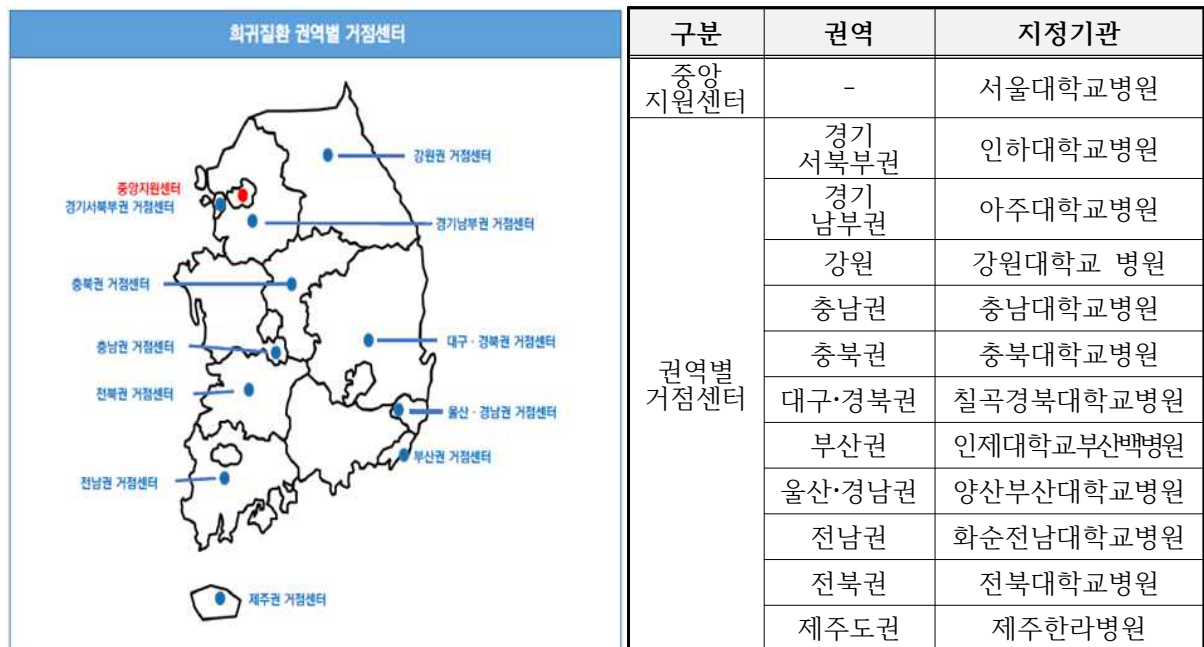 희귀질환 권역별 거점센터
강원권 거점센터
중앙지원센터
경기서북부권 거점센터
경기남부권 거점센터
충북권 거점센터
충남권 거점센터
대구·경북권 거점센터
전북권 거점센터
울산·경남권 거점센터
부산권 거점센터
전남권 거점센터
제주권 거점센터
구분 권역 지정기관
중앙
지원센터 - 서울대학교병원
권역별
거점센터
경기
서북부권 인하대학교병원
경기
남부권 아주대학교병원
강원 강원대학교 병원
충남권 충남대학교병원
충북권 충북대학교병원
대구·경북권 칠곡경북대학교병원
부산권 인제대학교부산백병원
울산·경남권 양산부산대학교병원
전남권 화순전남대학교병원
전북권 전북대학교병원
제주도권 제주한라병원